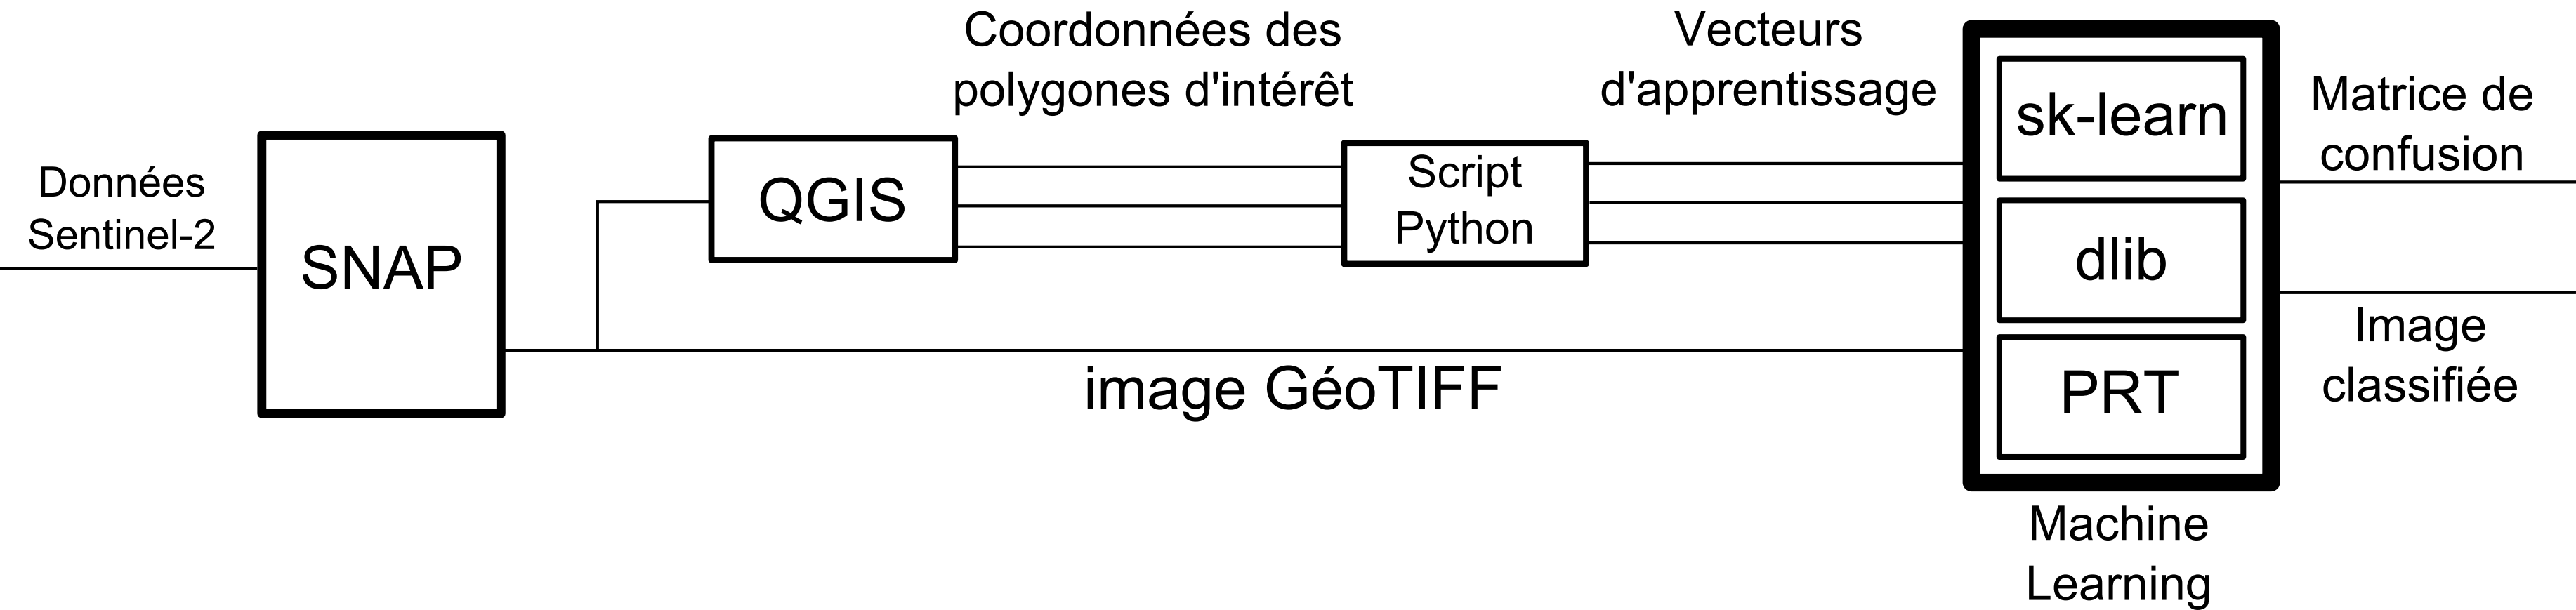 Données
Sentinel-2
SNAP
QGIS
Coordonnées des
polygones d'intérêt
Script
Python
Vecteurs
d'apprentissage
image GéoTIFF
sk-learn
dlib
PRT
Machine
Learning
Matrice de
confusion
Image
classifiée